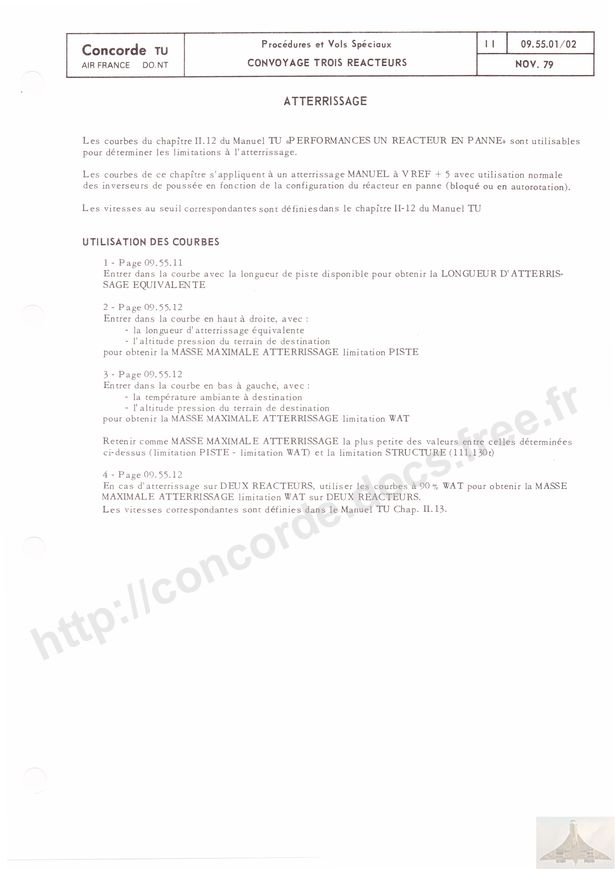 Concorde TU
AIR FRANCE DO.NT
Procédures et Vols Spéciaux
CONVOYAGE TROIS REACTEURS
II
09.55.01/02
NOV. 79
ATTERRISSAGE
Les courbes du chapître II.12 du Manuel TU «PERFORMANCES UN REACTEUR EN PANNE» sont utilisables
pour déterminer les limitations à l'atterrissage.
Les courbes de ce chapître s'appliquent à un atterrissage MANUEL à V REF + 5 avec utilisation normale
des inverseurs de poussée en fonction de la configuration du réacteur en panne (bloqué ou en autorotation).
Les vitesses au seuil correspondantes sont définies dans le chapître II-12 du Manuel TU
UTILISATION DES COURBES
1 - Page 09.55.11
Entrer dans la courbe avec la longueur de piste disponible pour obtenir la LONGUEUR D'ATTERRIS-
SAGE EQUIVALENTE
2 - Page 09.55.12
Entrer dans la courbe en haut à droite, avec :
- la longueur d'atterrissage équivalente
- l'altitude pression du terrain de destination
pour obtenir la MASSE MAXIMALE ATTERRISSAGE limitation PISTE
3 - Page 09.55.12
Entrer dans la courbe en bas à gauche, avec :
- la température ambiante à destination
- l'altitude pression du terrain de destination
pour obtenir la MASSE MAXIMALE ATTERRISSAGE limitation WAT
Retenir comme MASSE MAXIMALE ATTERRISSAGE la plus petite des valeurs entre celles déterminées
ci-dessus (limitation PISTE - limitation WAT) et la limitation STRUCTURE (111,130t)
4 - Page 09.55.12
En cas d'atterrissage sur DEUX REACTEURS, utiliser les courbes à 90 % WAT pour obtenir la MASSE
MAXIMALE ATTERRISSAGE limitation WAT sur DEUX REACTEURS.
Les vitesses correspondantes sont définies dans le Manuel TU Chap. II.13.
http://concorde.docs.free.fr